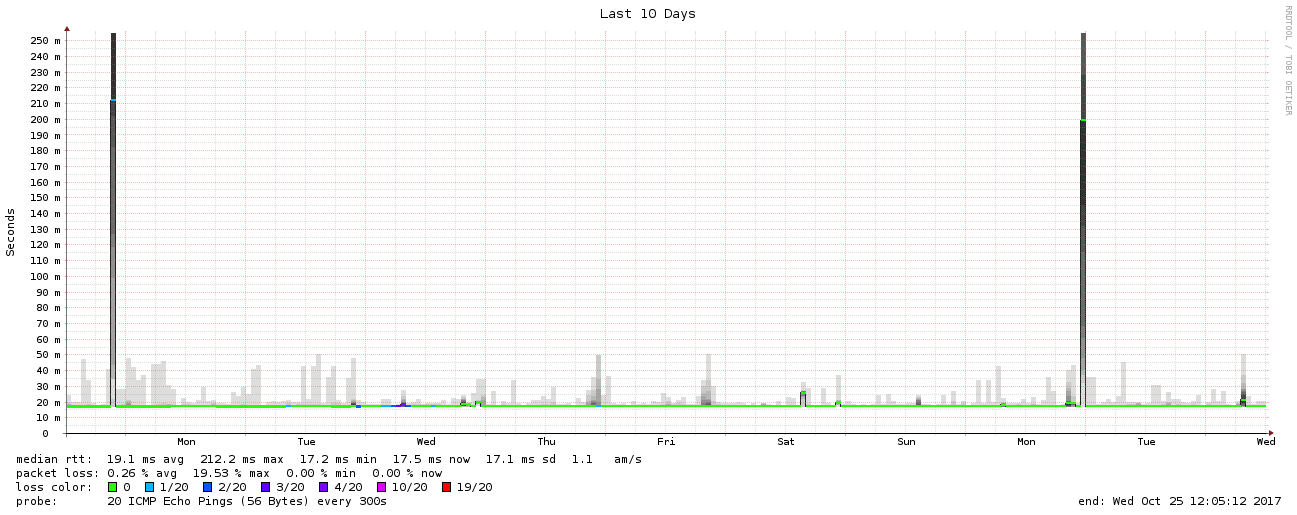 Last 10 Days
RRDTOOL / TOBI OETIKER
Seconds
250 m
240 m
230 m
220 m
210 m
200 m
190 m
180 m
170 m
160 m
150 m
140 m
130 m
120 m
110 m
100 m
90 m
80 m
70 m
60 m
50 m
40 m
30 m
20 m
10 m
0
Mon Tue Wed Thu Fri Sat Sun Mon Tue Wed
median rtt: 19.1 ms avg 212.2 ms max 17.2 ms min 17.5 ms now 17.1 ms sd 1.1 am/s
packet loss: 0.26 % avg 19.53 % max 0.00 % min 0.00 % now
loss color: 0 1/20 2/20 3/20 4/20 10/20 19/20
probe: 20 ICMP Echo Pings (56 Bytes) every 300s end: Wed Oct 25 12:05:12 2017